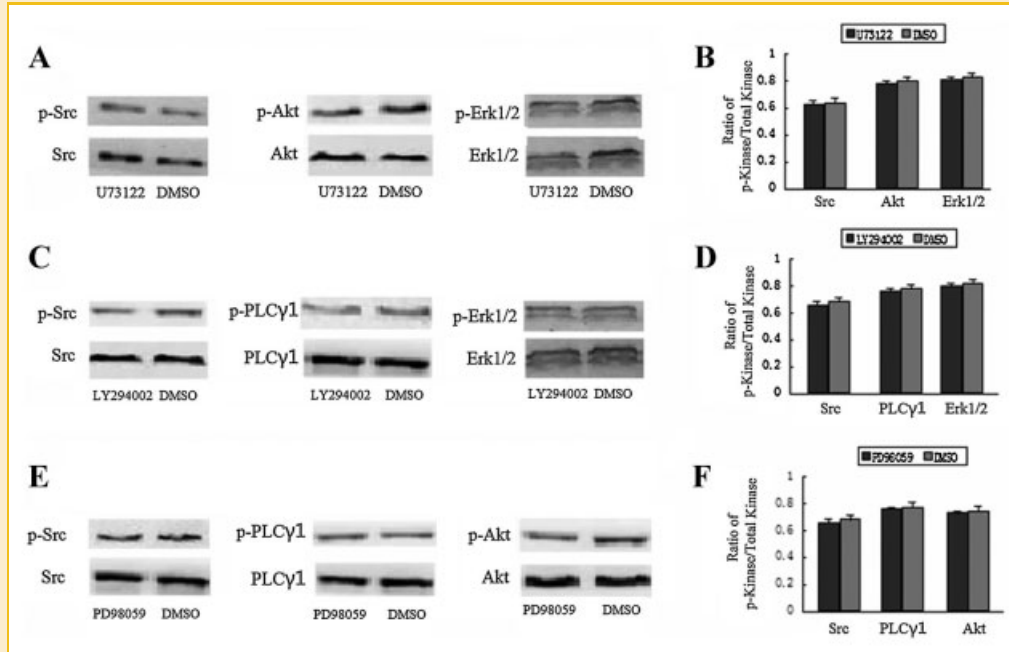 A
p-Src
Src
U73122 DMSO
p-Akt
Akt
U73122 DMSO
p-Erk1/2
Erk1/2
U73122 DMSO
B
U73122 DMSO
Ratio of
p-Kinase/Total Kinase
1
0.8
0.6
0.4
0.2
0
Src Akt Erk1/2
C
p-Src
Src
LY294002 DMSO
p-PLCγ1
PLCγ1
LY294002 DMSO
p-Erk1/2
Erk1/2
LY294002 DMSO
D
LY294002 DMSO
Ratio of
p-Kinase/Total Kinase
1
0.8
0.6
0.4
0.2
0
Src PLCγ1 Erk1/2
E
p-Src
Src
PD98059 DMSO
p-PLCγ1
PLCγ1
PD98059 DMSO
p-Akt
Akt
PD98059 DMSO
F
PD98059 DMSO
Ratio of
p-Kinase/Total Kinase
1
0.8
0.6
0.4
0.2
0
Src PLCγ1 Akt